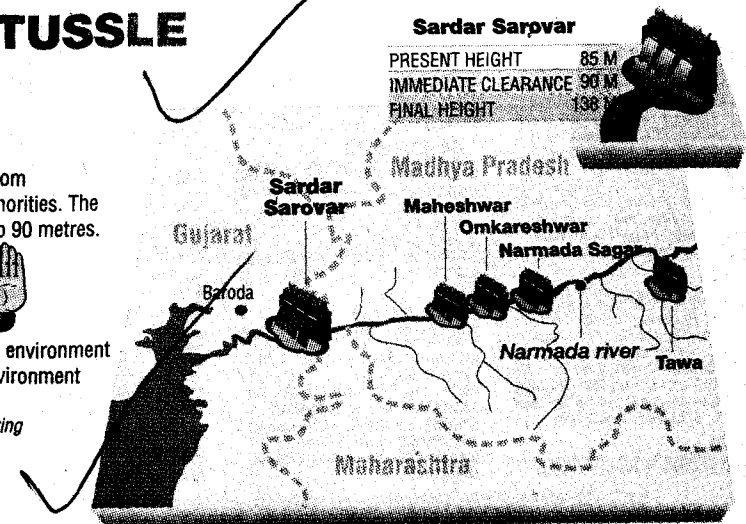 TUSSLE
om
horities. The
o 90 metres.
environment
vironment
ing
Sardar Sarovar
PRESENT HEIGHT 85 M
IMMEDIATE CLEARANCE 90 M
FINAL HEIGHT 138 M
Madhya Pradesh
Sardar
Sarovar
Maheshwar
Omkareshwar
Narmada Sagar
Gujarat
Baroda
Narmada river
Tawa
Maharashtra